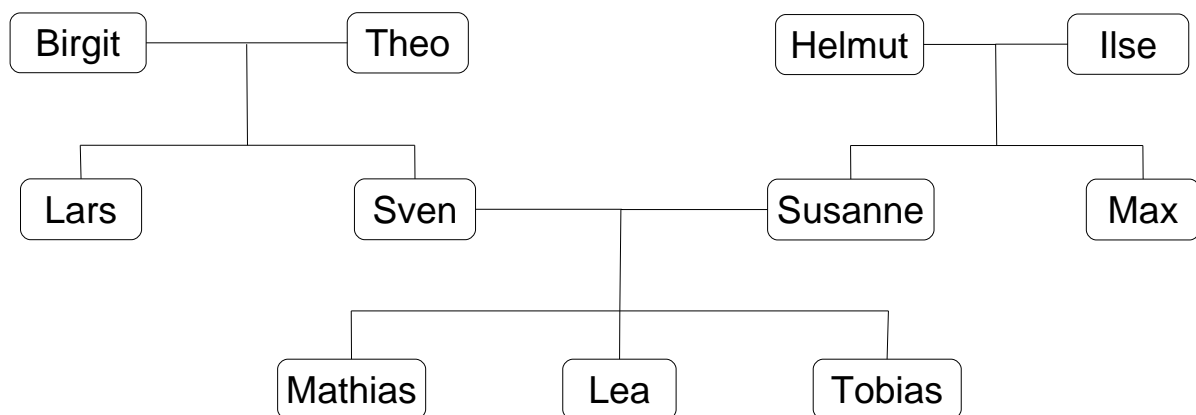 Birgit Theo Helmut Ilse
Lars Sven Susanne Max
Mathias Lea Tobias